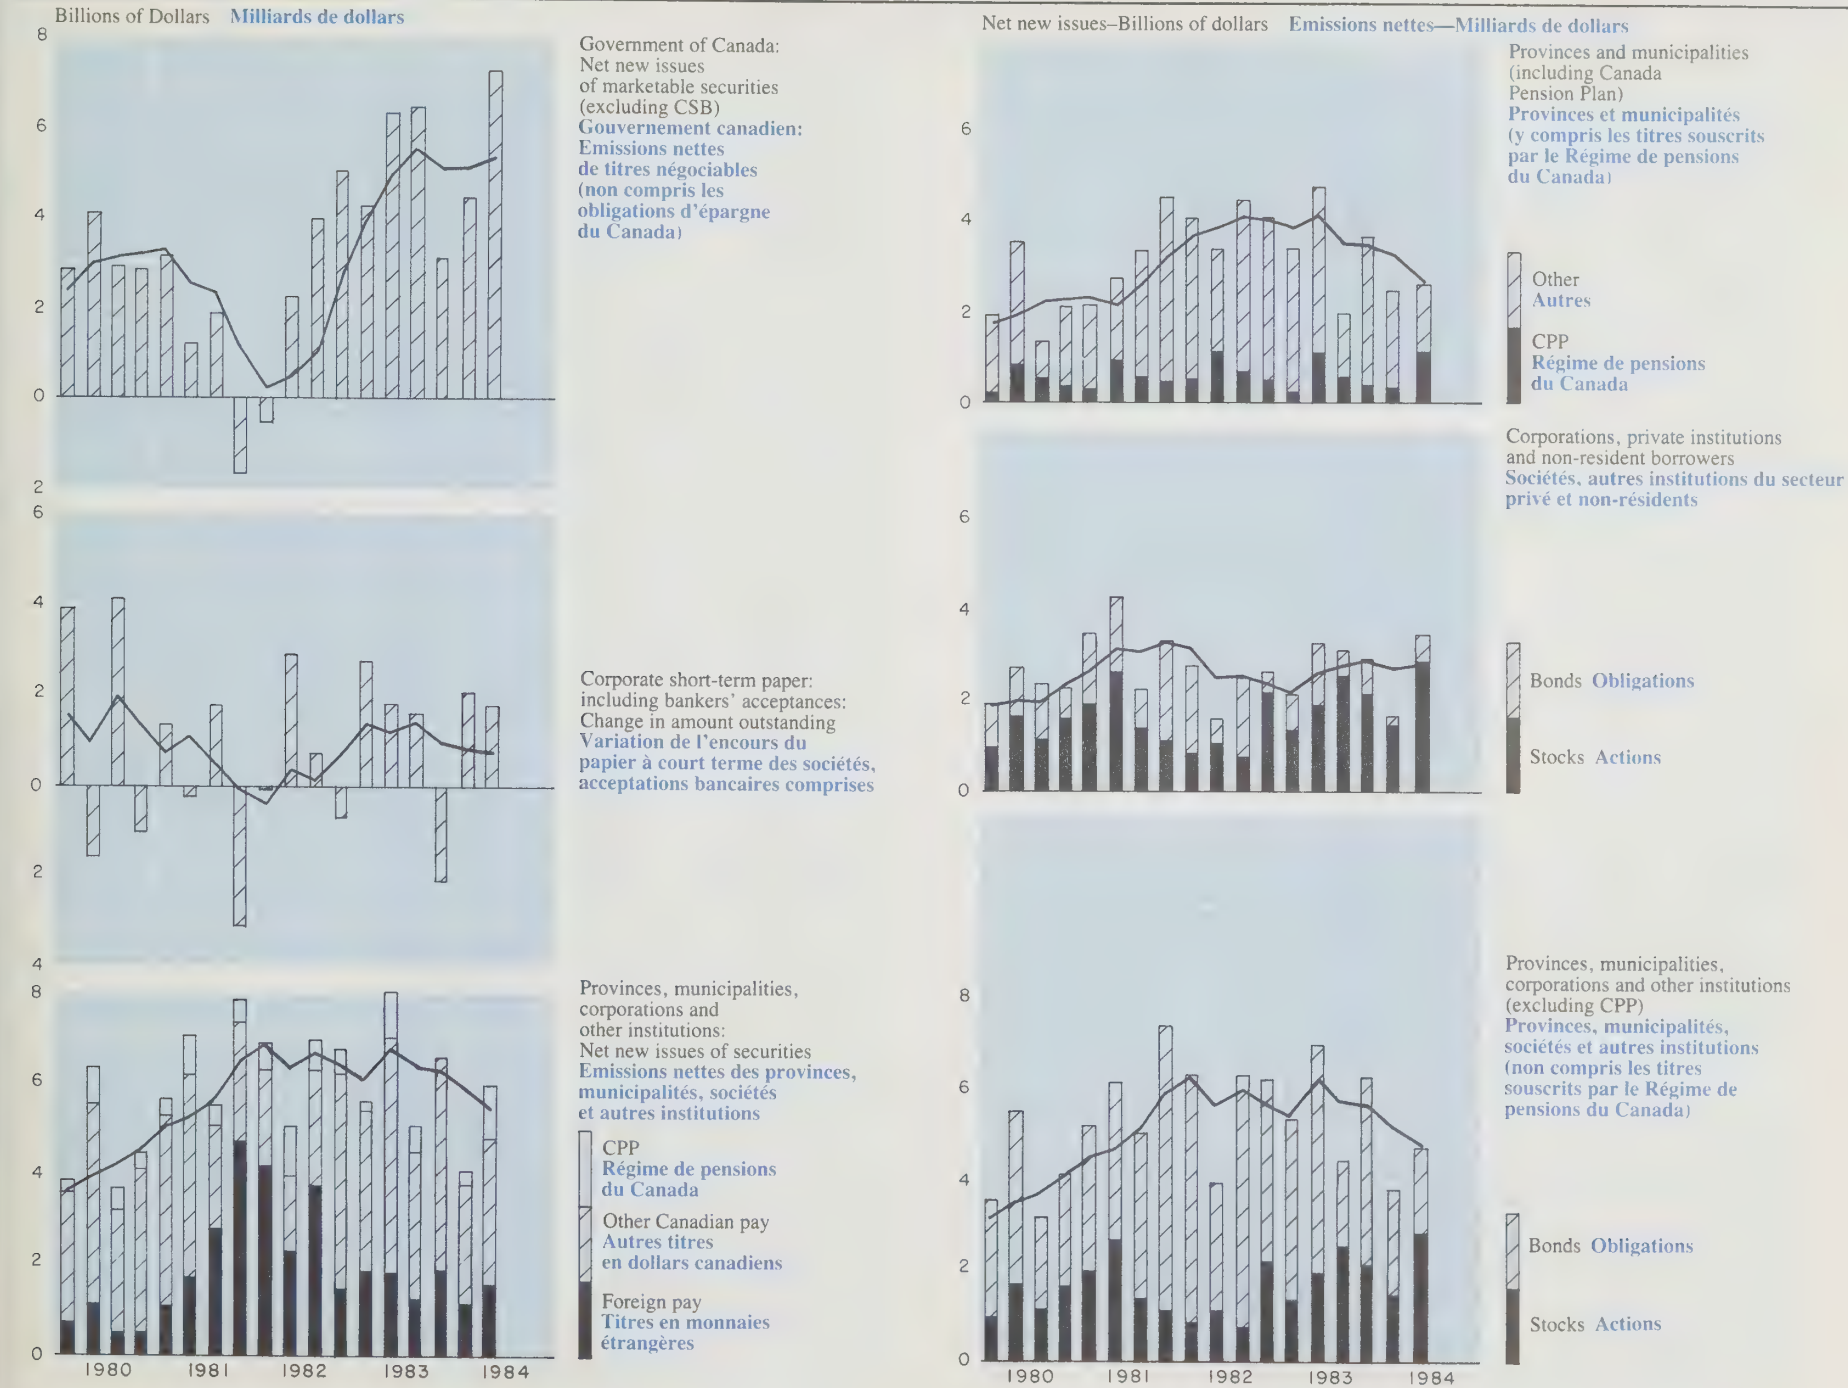 Billions of Dollars Milliards de dollars
8
6
4
2
0
2
Government of Canada:
Net new issues
of marketable securities
(excluding CSB)
Gouvernement canadien:
Emissions nettes
de titres négociables
(non compris les
obligations d'épargne
du Canada)
6
4
2
0
2
4
Corporate short-term paper:
including bankers' acceptances:
Change in amount outstanding
Variation de l'encours du
papier à court terme des sociétés,
acceptations bancaires comprises
8
6
4
2
0
1980 1981 1982 1983 1984
Provinces, municipalities,
corporations and
other institutions:
Net new issues of securities
Emissions nettes des provinces,
municipalités, sociétés
et autres institutions
CPP
Régime de pensions
du Canada
Other Canadian pay
Autres titres
en dollars canadiens
Foreign pay
Titres en monnaies
étrangères
Net new issues–Billions of dollars Emissions nettes—Milliards de dollars
6
4
2
0
Provinces and municipalities
(including Canada
Pension Plan)
Provinces et municipalités
(y compris les titres souscrits
par le Régime de pensions
du Canada)
Other
Autres
CPP
Régime de pensions
du Canada
6
4
2
0
Corporations, private institutions
and non-resident borrowers
Sociétés, autres institutions du secteur
privé et non-résidents
Bonds Obligations
Stocks Actions
8
6
4
2
0
1980 1981 1982 1983 1984
Provinces, municipalities,
corporations and other institutions
(excluding CPP)
Provinces, municipalités,
sociétés et autres institutions
(non compris les titres
souscrits par le Régime de
pensions du Canada)
Bonds Obligations
Stocks Actions